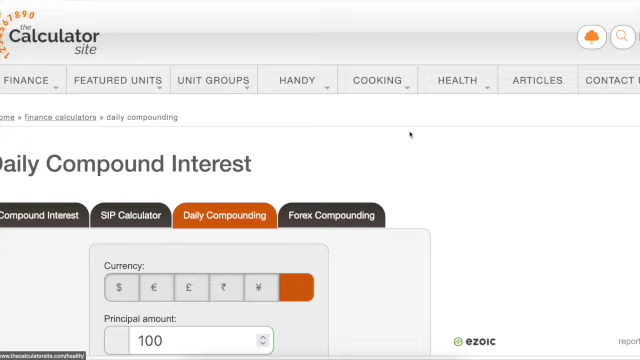 1234567890
the
Calculator
site
FINANCE FEATURED UNITS UNIT GROUPS HANDY COOKING HEALTH ARTICLES CONTACT U
ome » finance calculators » daily compounding
Daily Compound Interest
Compound Interest SIP Calculator Daily Compounding Forex Compounding
Currency:
$ € £ ₹ ¥
Principal amount:
100
ezoic report
www.thecalculatorsite.com/health/